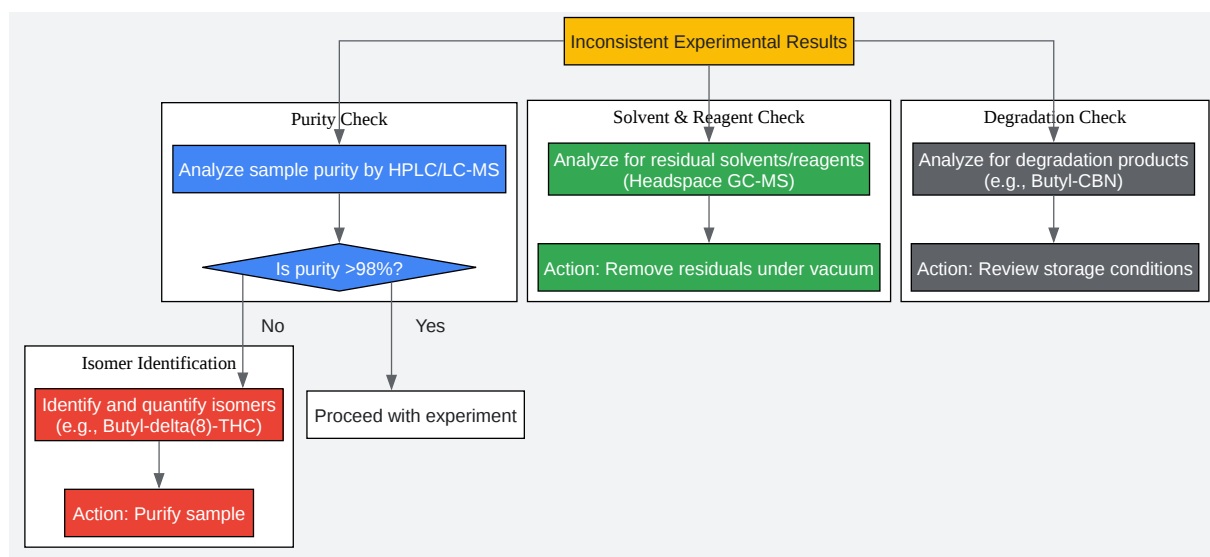 Inconsistent Experimental Results
Purity Check
Analyze sample purity by HPLC/LC-MS
Is purity >98%?
No
Yes
Isomer Identification
Identify and quantify isomers
(e.g., Butyl-delta(8)-THC)
Action: Purify sample
Proceed with experiment
Solvent & Reagent Check
Analyze for residual solvents/reagents
(Headspace GC-MS)
Action: Remove residuals under vacuum
Degradation Check
Analyze for degradation products
(e.g., Butyl-CBN)
Action: Review storage conditions